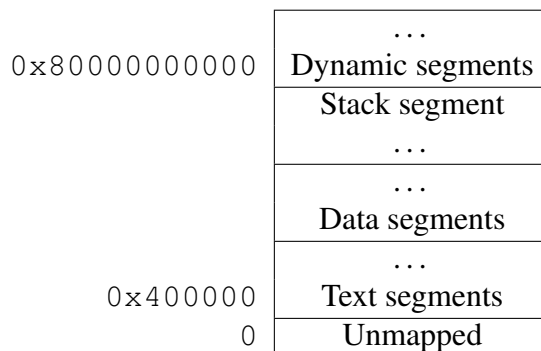 ...
0x80000000000 Dynamic segments
Stack segment
...
...
Data segments
...
0x400000 Text segments
0 Unmapped